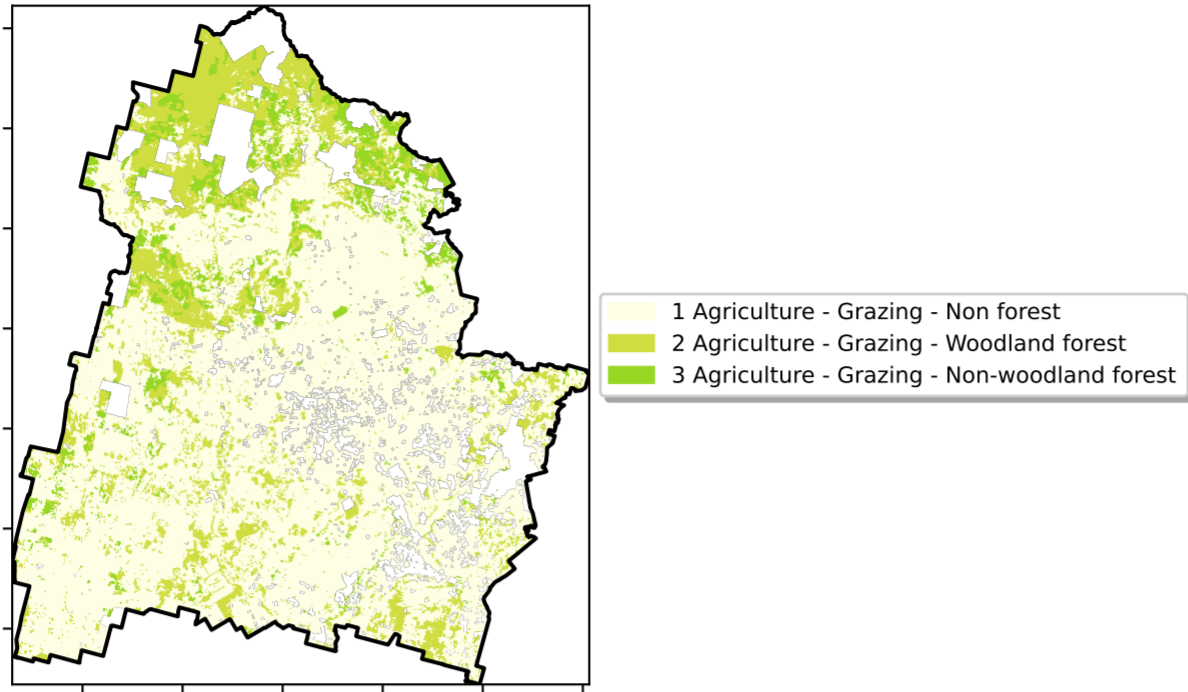 1 Agriculture - Grazing - Non forest
2 Agriculture - Grazing - Woodland forest
3 Agriculture - Grazing - Non-woodland forest